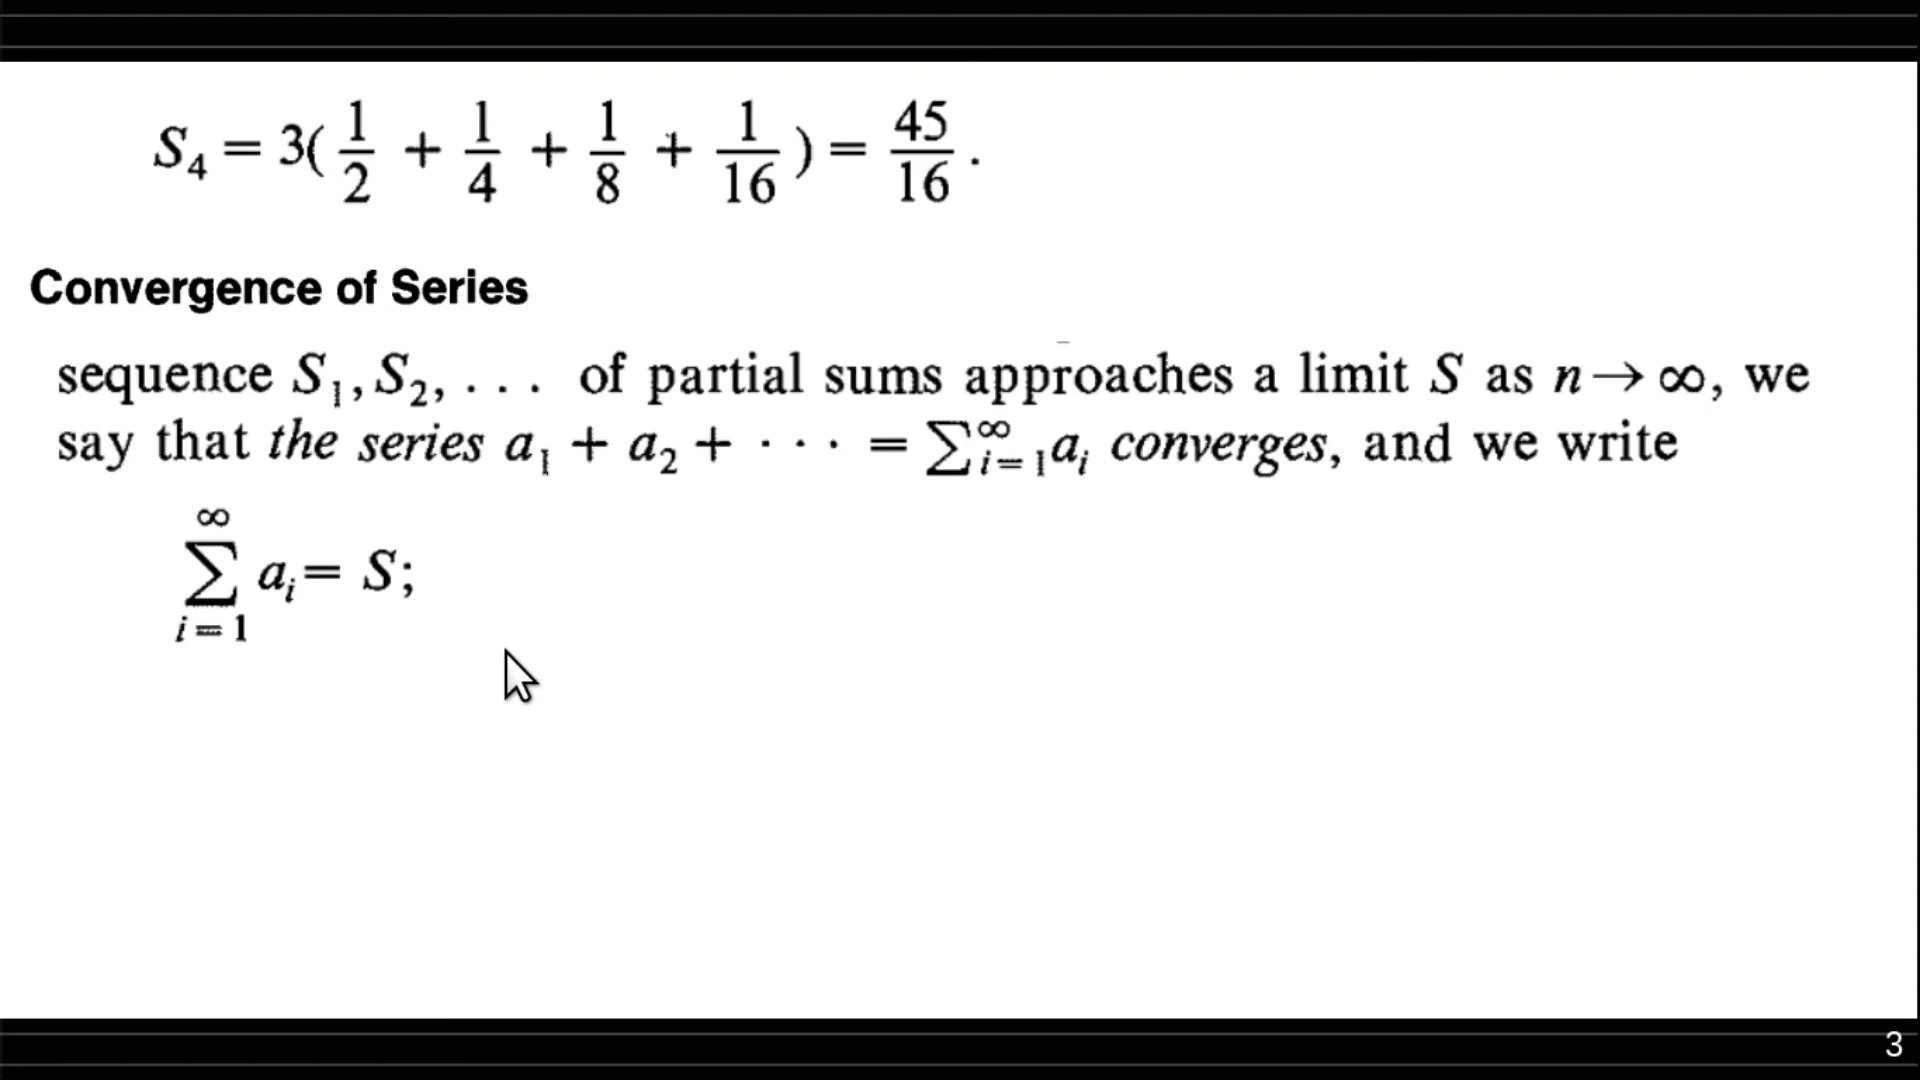 S₄ = 3( 1/2 + 1/4 + 1/8 + 1/16 ) = 45/16 .
Convergence of Series
sequence S₁, S₂, . . . of partial sums approaches a limit S as n → ∞, we
say that the series a₁ + a₂ + · · · = ∑_{i=1}^{∞} aᵢ converges, and we write
∑_{i=1}^{∞} aᵢ = S;
3